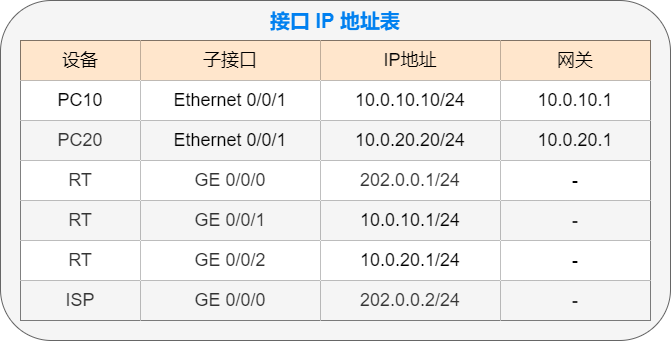 接口 IP 地址表
设备 子接口 IP地址 网关
PC10 Ethernet 0/0/1 10.0.10.10/24 10.0.10.1
PC20 Ethernet 0/0/1 10.0.20.20/24 10.0.20.1
RT GE 0/0/0 202.0.0.1/24 -
RT GE 0/0/1 10.0.10.1/24 -
RT GE 0/0/2 10.0.20.1/24 -
ISP GE 0/0/0 202.0.0.2/24 -